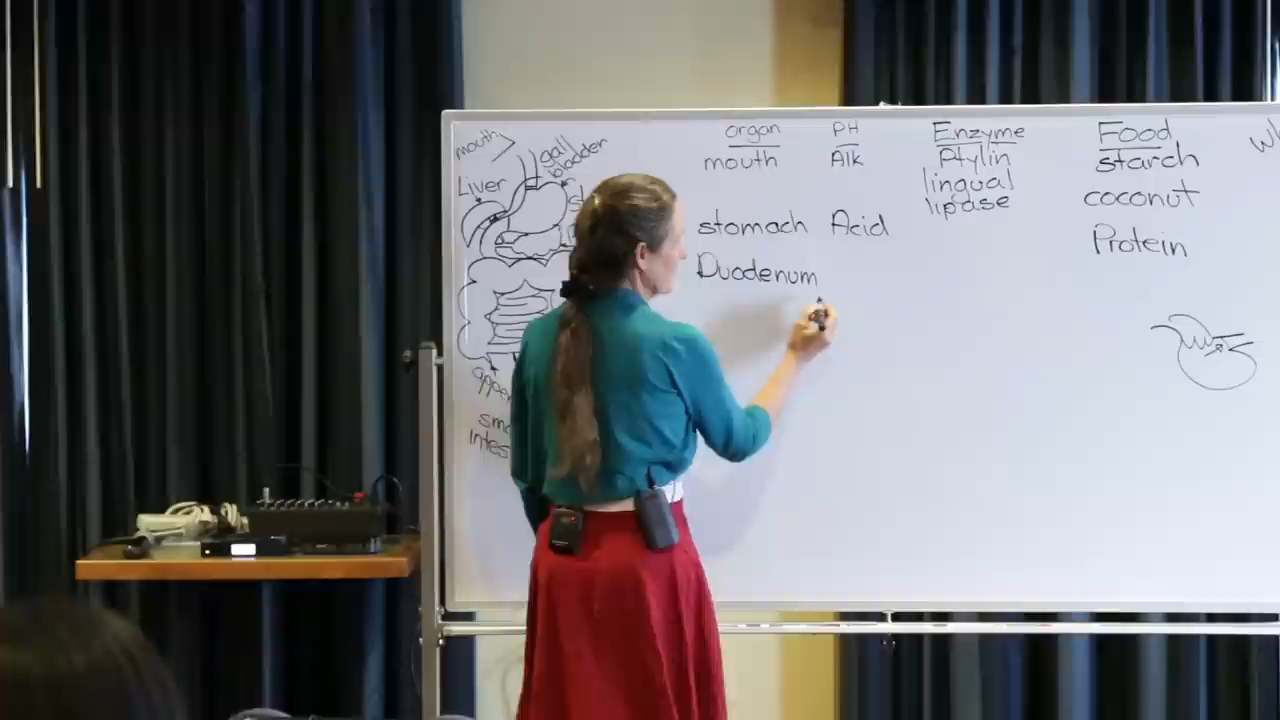 mouth
gall
bladder
Liver
organ PH Enzyme Food
mouth Alk Ptylin starch
lingual
lipase
coconut
stomach Acid Protein
Duodenum